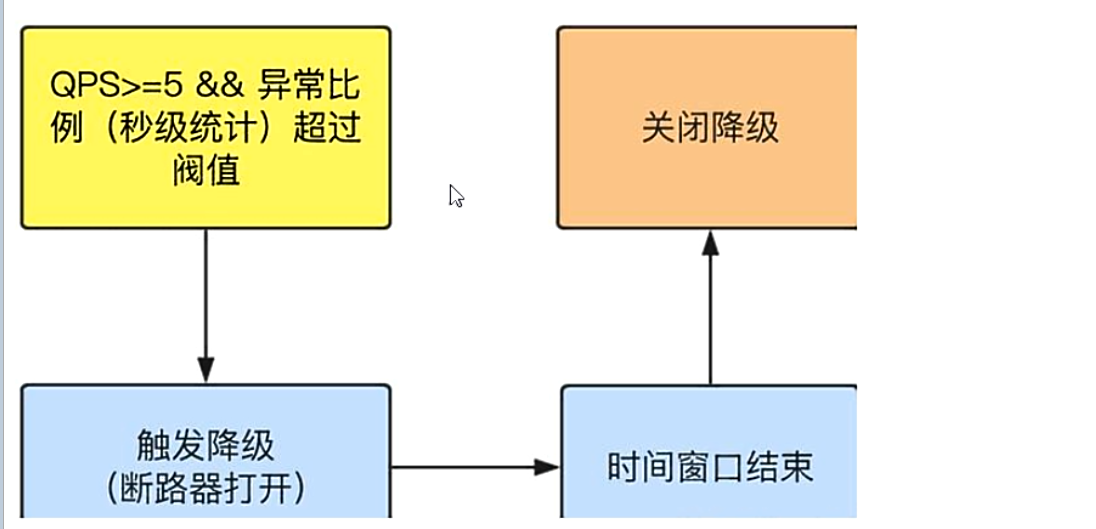 QPS>=5 && 异常比
例（秒级统计）超过
阀值
关闭降级
触发降级
（断路器打开）
时间窗口结束